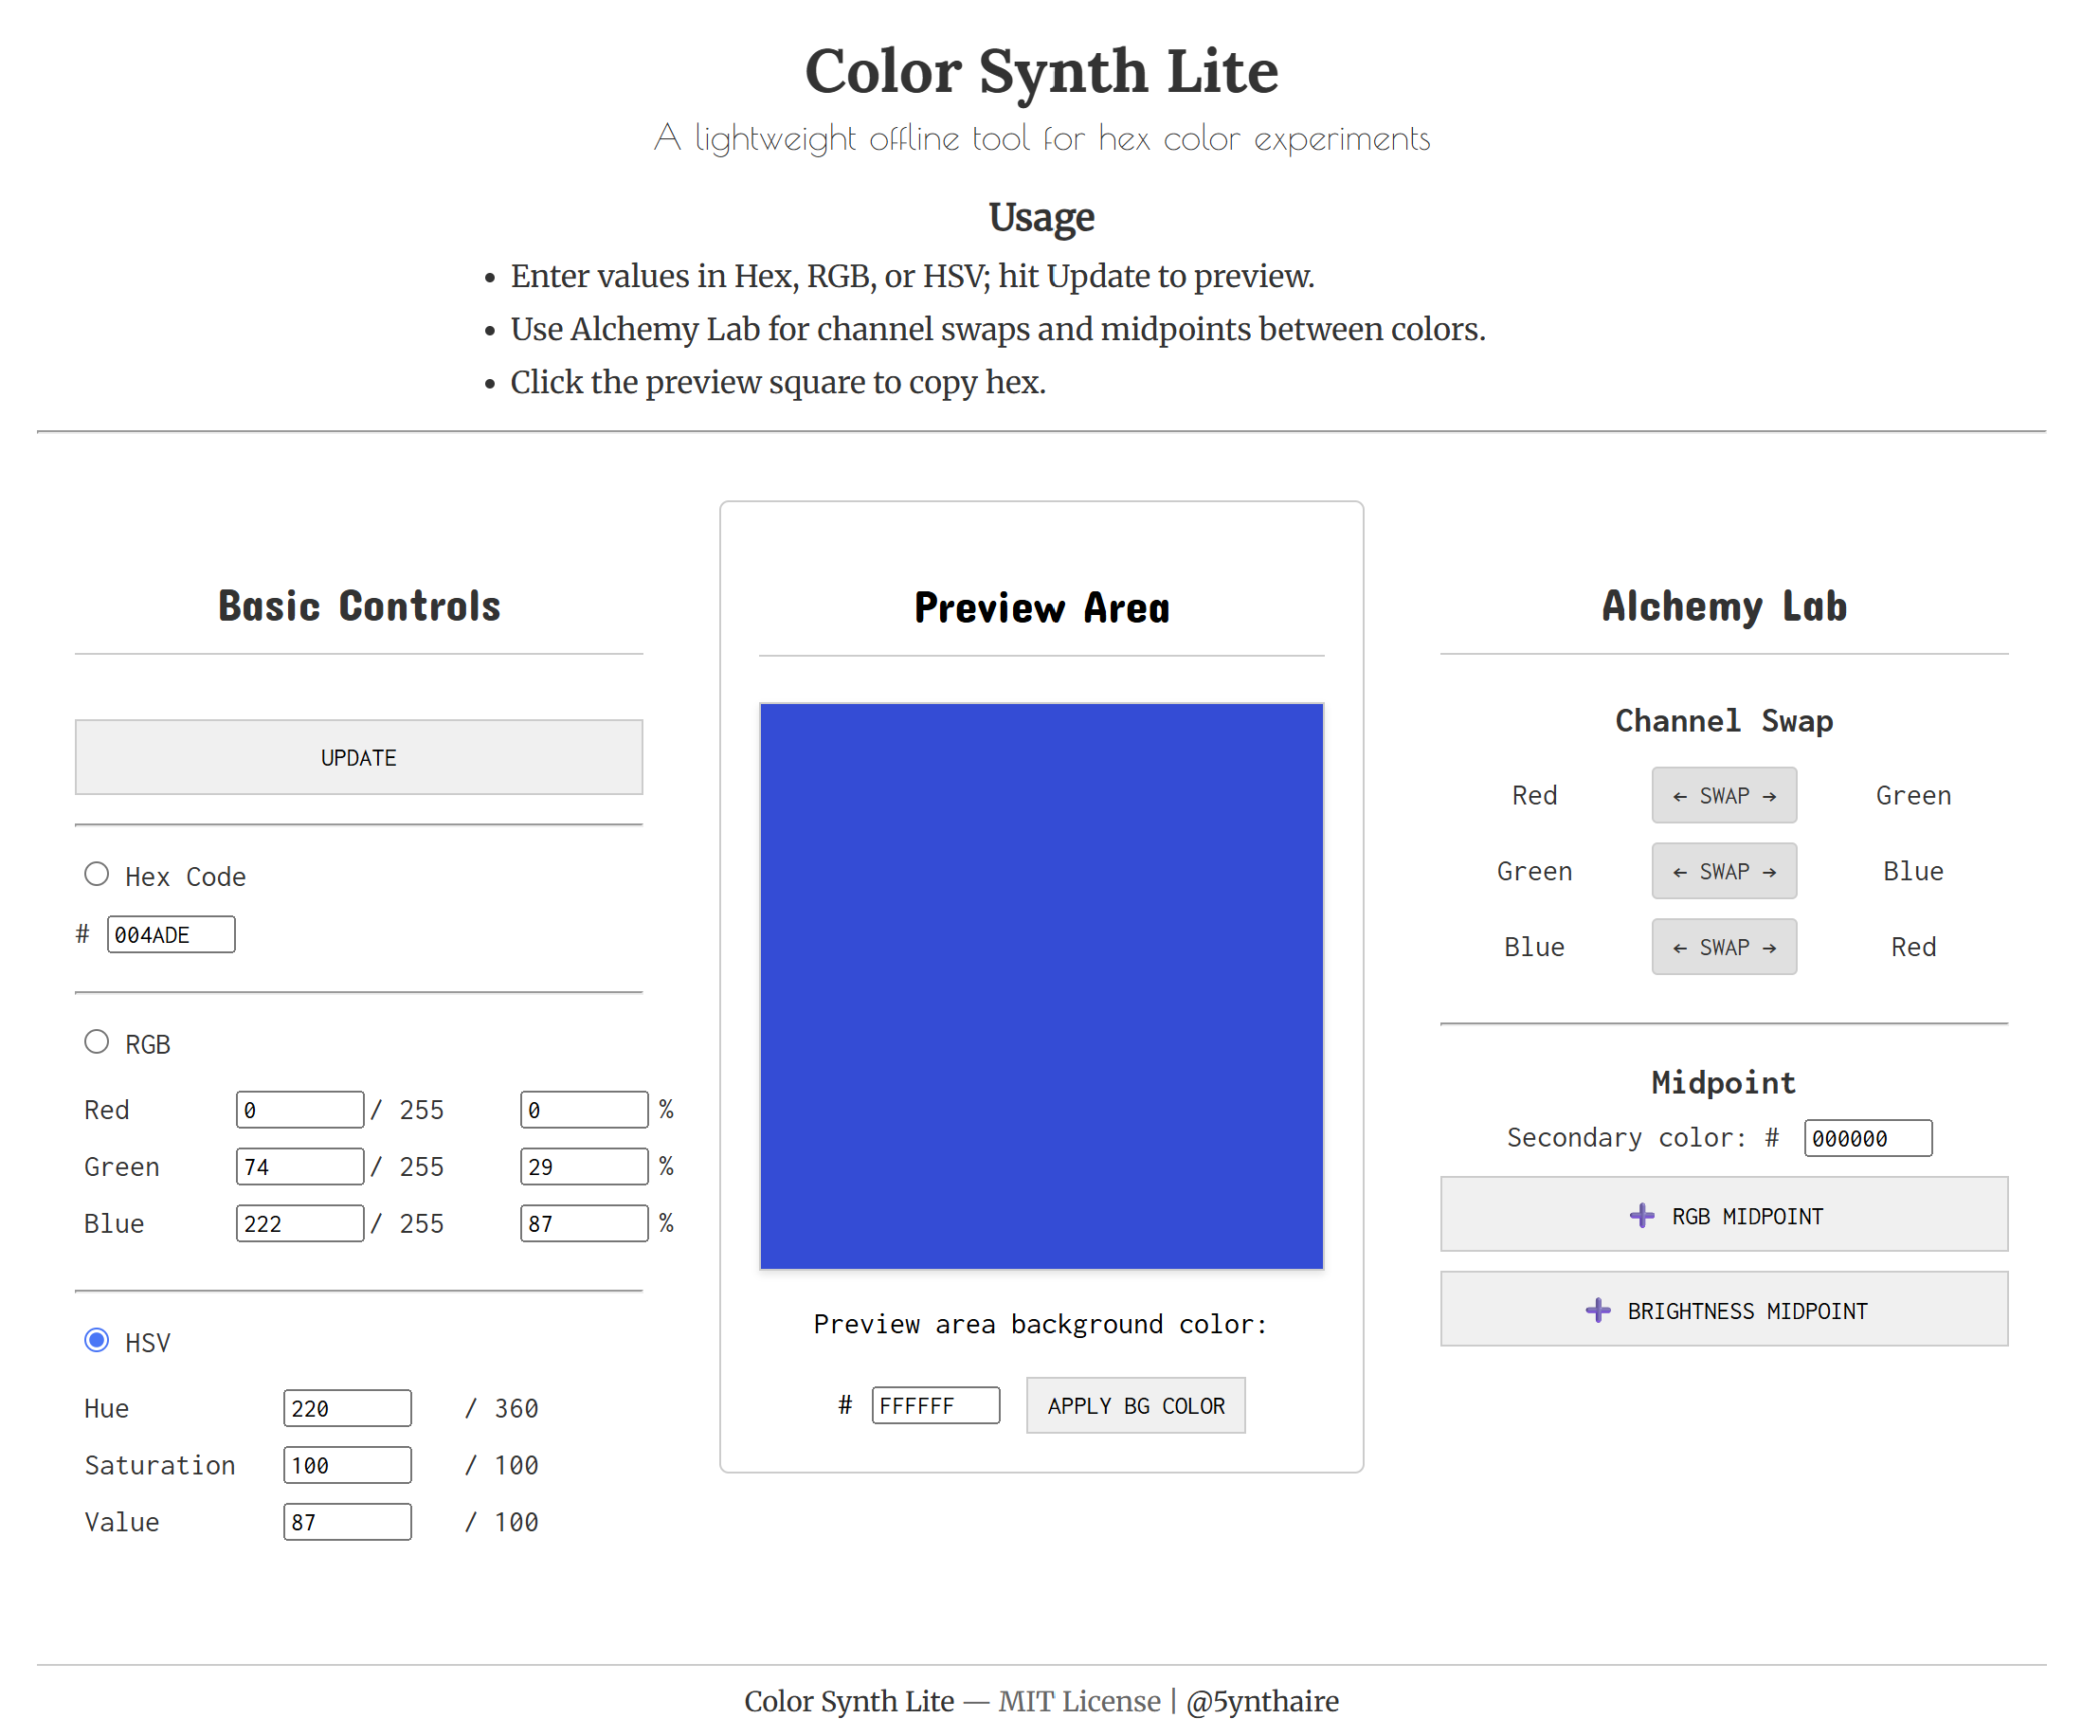 Color Synth Lite
A lightweight offline tool for hex color experiments
Usage
• Enter values in Hex, RGB, or HSV; hit Update to preview.
• Use Alchemy Lab for channel swaps and midpoints between colors.
• Click the preview square to copy hex.
Basic Controls
UPDATE
Hex Code
# 004ADE
RGB
Red 0 / 255 0 %
Green 74 / 255 29 %
Blue 222 / 255 87 %
HSV
Hue 220 / 360
Saturation 100 / 100
Value 87 / 100
Preview Area
Preview area background color:
# FFFFFF APPLY BG COLOR
Alchemy Lab
Channel Swap
Red ← SWAP → Green
Green ← SWAP → Blue
Blue ← SWAP → Red
Midpoint
Secondary color: # 000000
➕ RGB MIDPOINT
➕ BRIGHTNESS MIDPOINT
Color Synth Lite — MIT License | @5ynthaire